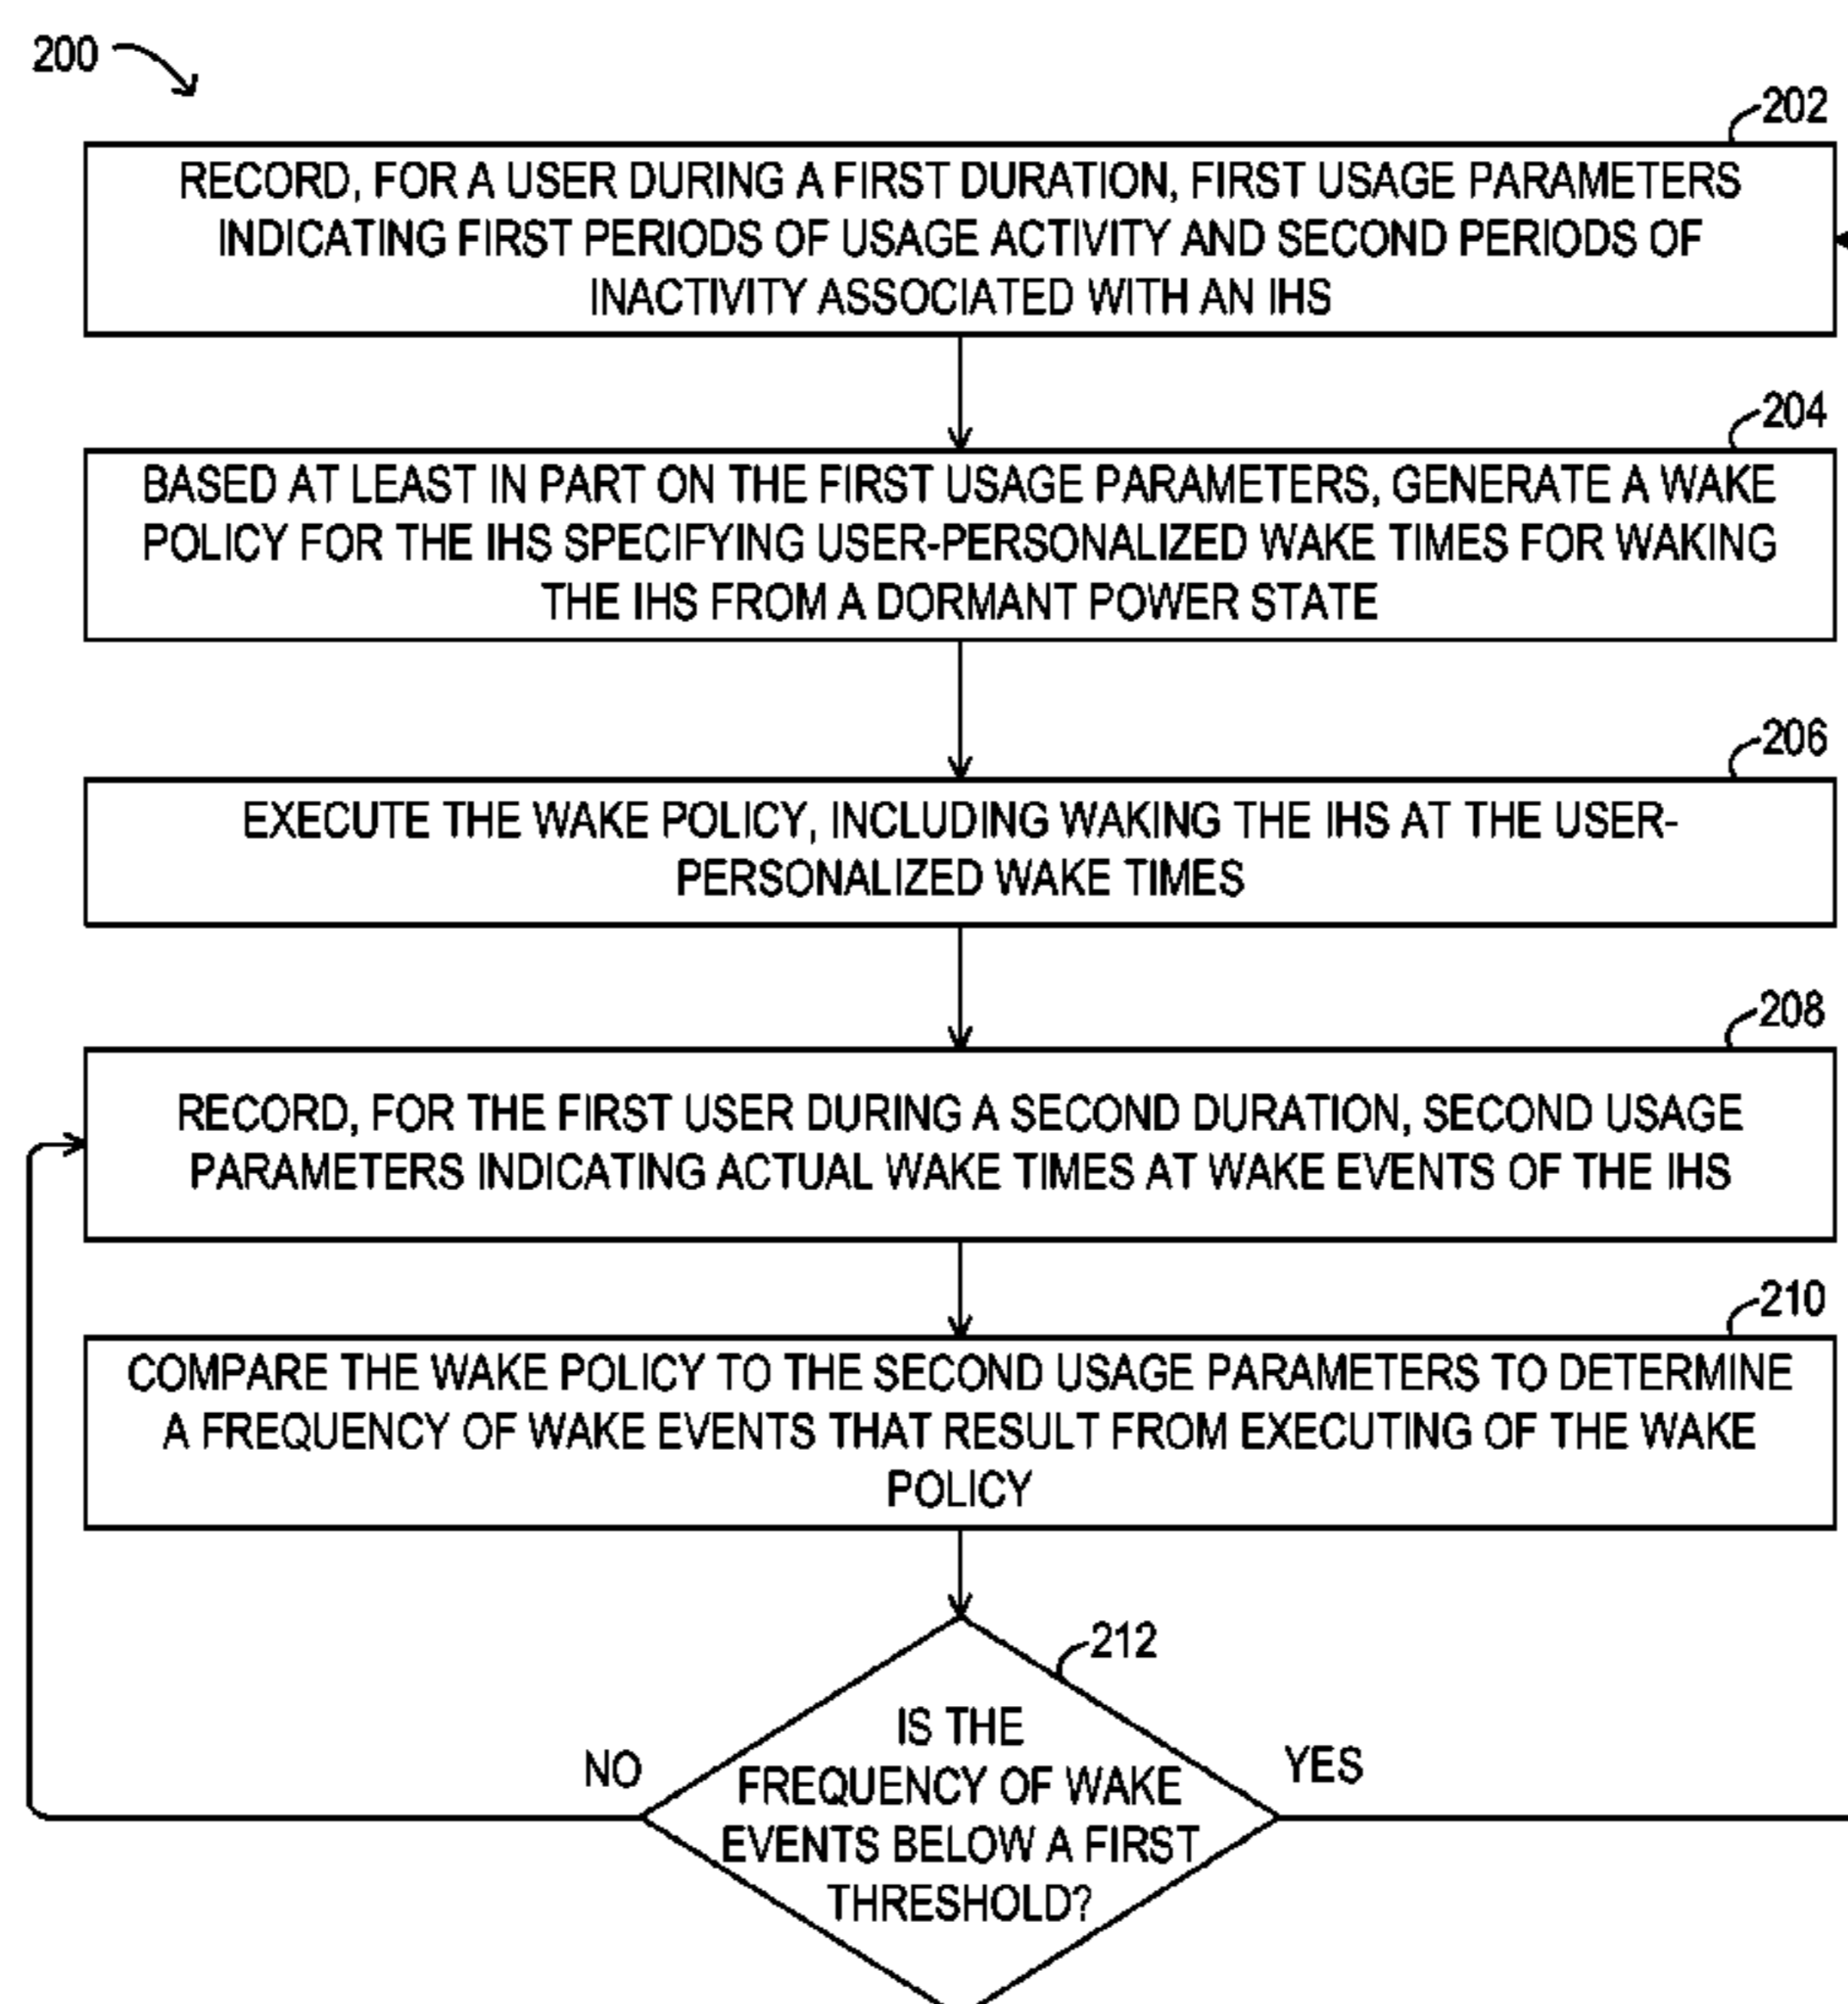 200
202
RECORD, FOR A USER DURING A FIRST DURATION, FIRST USAGE PARAMETERS
INDICATING FIRST PERIODS OF USAGE ACTIVITY AND SECOND PERIODS OF
INACTIVITY ASSOCIATED WITH AN IHS
204
BASED AT LEAST IN PART ON THE FIRST USAGE PARAMETERS, GENERATE A WAKE
POLICY FOR THE IHS SPECIFYING USER-PERSONALIZED WAKE TIMES FOR WAKING
THE IHS FROM A DORMANT POWER STATE
206
EXECUTE THE WAKE POLICY, INCLUDING WAKING THE IHS AT THE USER-
PERSONALIZED WAKE TIMES
208
RECORD, FOR THE FIRST USER DURING A SECOND DURATION, SECOND USAGE
PARAMETERS INDICATING ACTUAL WAKE TIMES AT WAKE EVENTS OF THE IHS
210
COMPARE THE WAKE POLICY TO THE SECOND USAGE PARAMETERS TO DETERMINE
A FREQUENCY OF WAKE EVENTS THAT RESULT FROM EXECUTING OF THE WAKE
POLICY
212
IS THE
FREQUENCY OF WAKE
EVENTS BELOW A FIRST
THRESHOLD?
NO
YES